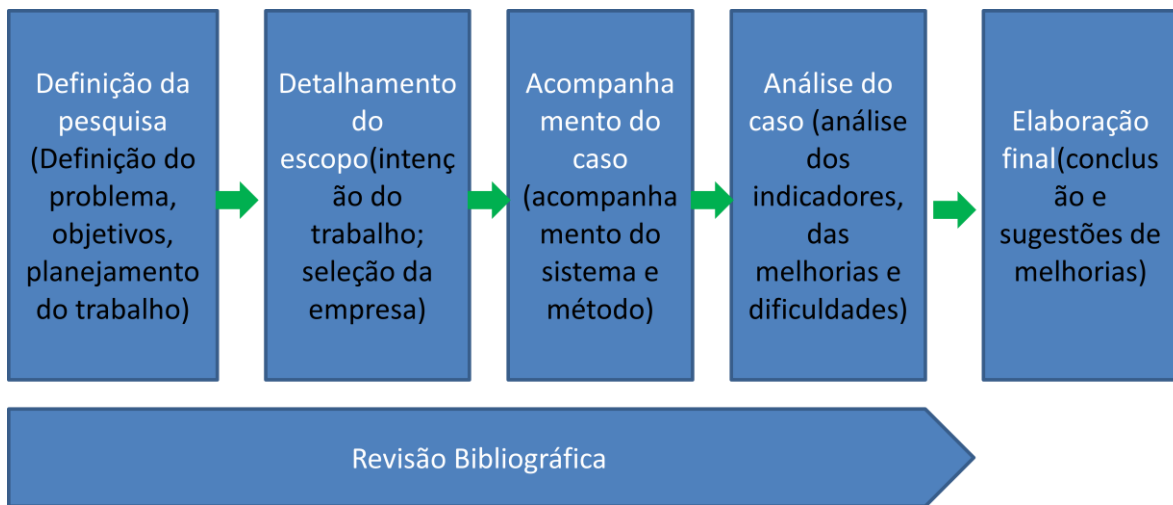 Definição da
pesquisa
(Definição do
problema,
objetivos,
planejamento
do trabalho)
Detalhamento
do
escopo(intenç
ão do
trabalho;
seleção da
empresa)
Acompanha
mento do
caso
(acompanha
mento do
sistema e
método)
Análise do
caso (análise
dos
indicadores,
das
melhorias e
dificuldades)
Elaboração
final(conclus
ão e
sugestões de
melhorias)
Revisão Bibliográfica